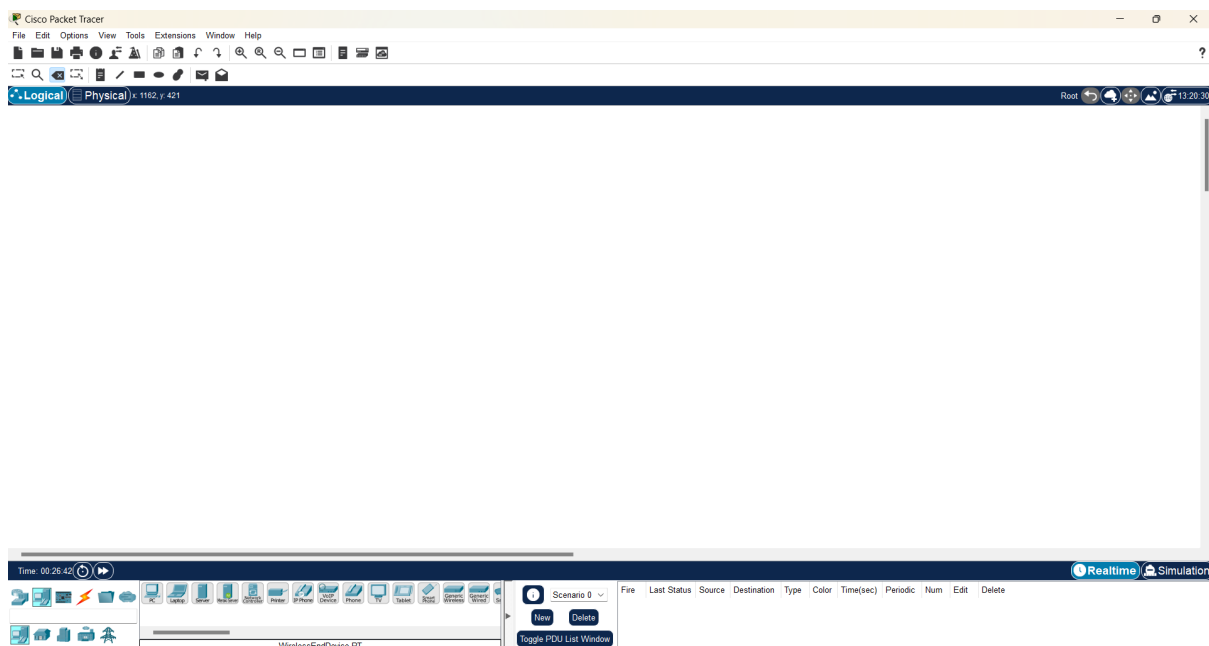 Cisco Packet Tracer
File Edit Options View Tools Extensions Window Help
?
Logical Physical x: 1162, y: 421 Root 13:20:30
Time: 00:26:42 Realtime Simulation
PC Laptop Server Printer IP Phone VoIP Device Phone TV Tablet Smart Phone Generic Wireless Generic Wired
Scenario 0 Fire Last Status Source Destination Type Color Time(sec) Periodic Num Edit Delete
New Delete
Toggle PDU List Window
WirelessEndDevice-PT